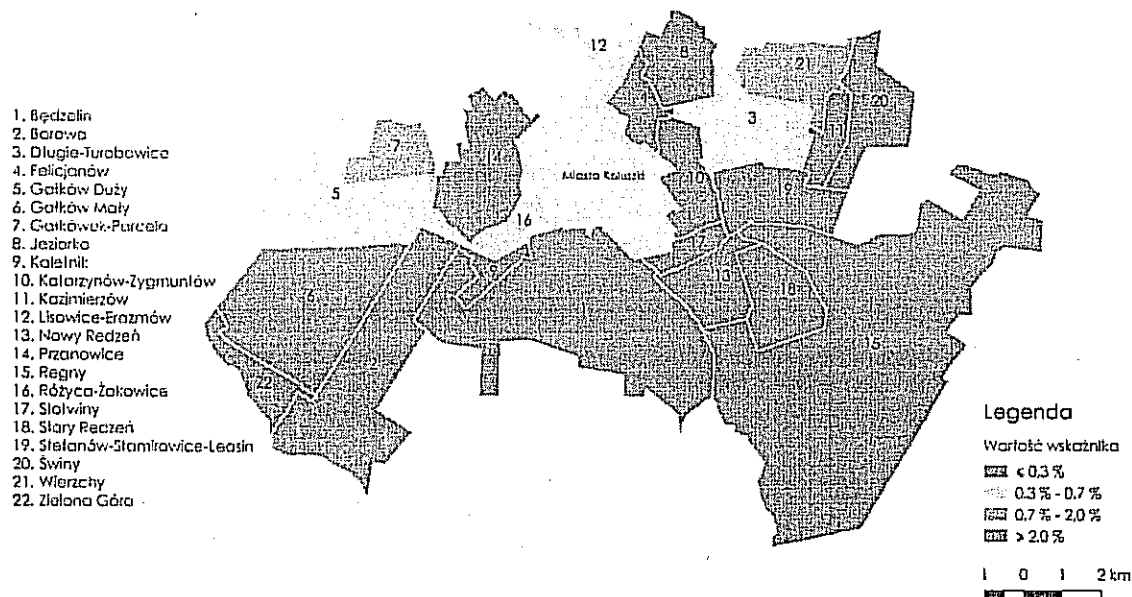 1. Będzelin
2. Borowa
3. Długie-Turobowice
4. Felicjanów
5. Gałków Duży
6. Gałków Mały
7. Gałkówek-Parcela
8. Jeziorko
9. Kaletnik
10. Katarzynów-Zygmuntów
11. Kazimierzów
12. Lisowice-Erazmów
13. Nowy Redzeń
14. Przanowice
15. Regny
16. Różyca-Żakowice
17. Słotwiny
18. Stary Redzeń
19. Stefanów-Stamirowice-Leosin
20. Świny
21. Wierzchy
22. Zielona Góra
12
8
21
20
3
11
7
14
Miasto Koluszki
10
19
5
16
17
9
13
18
6
15
22
Legenda
Wartość wskaźnika
< 0,3 %
0.3 % - 0.7 %
0,7 % - 2,0 %
> 2.0 %
1 0 1 2 km